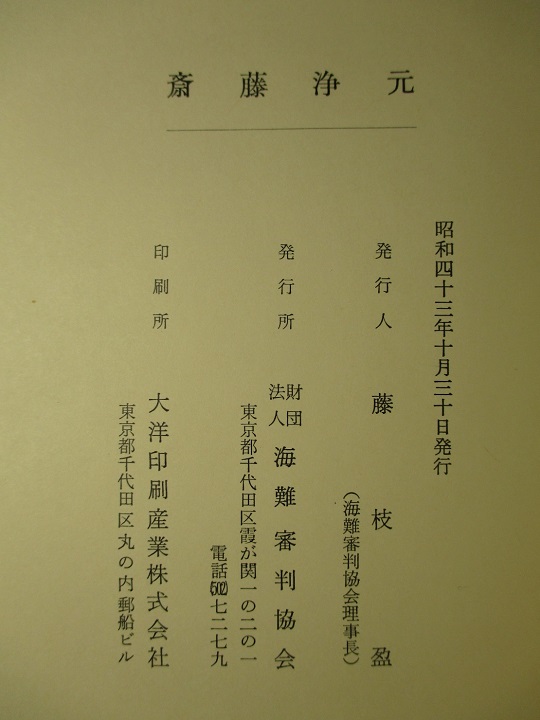 斎藤浄元
昭和四十三年十月三十日発行
発行人 藤枝盈
(海難審判協会理事長)
発行所 財団法人 海難審判協会
東京都千代田区霞が関一の二の一
電話(502)七二七九
印刷所 大洋印刷産業株式会社
東京都千代田区丸の内郵船ビル